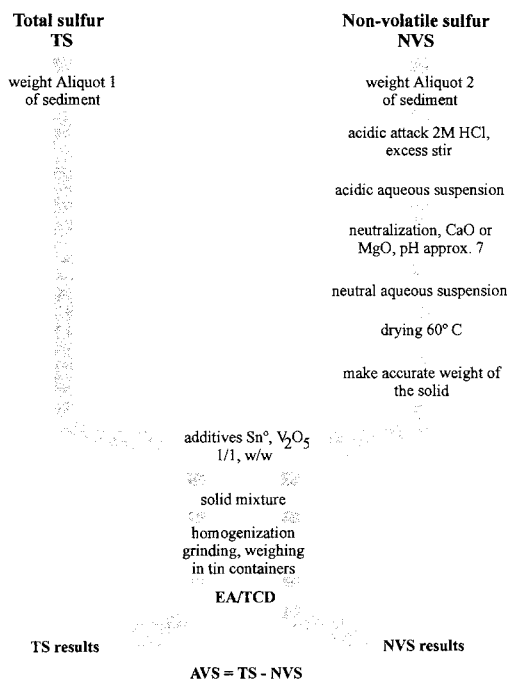 Total sulfur
TS
weight Aliquot 1
of sediment
Non-volatile sulfur
NVS
weight Aliquot 2
of sediment
acidic attack 2M HCl,
excess stir
acidic aqueous suspension
neutralization, CaO or
MgO, pH approx. 7
neutral aqueous suspension
drying 60º C
make accurate weight of
the solid
additives Snº, V2O5
1/1, w/w
solid mixture
homogenization
grinding, weighing
in tin containers
EA/TCD
TS results
NVS results
AVS = TS - NVS